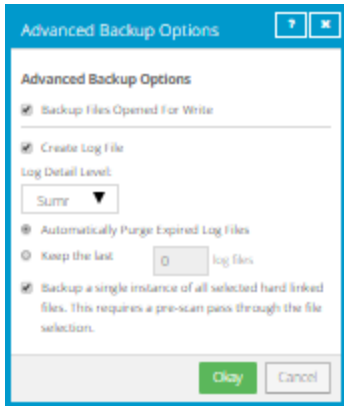 Advanced Backup Options
? ×
Advanced Backup Options
Backup Files Opened For Write
Create Log File
Log Detail Level:
Sumr
Automatically Purge Expired Log Files
Keep the last 0 log files
Backup a single instance of all selected hard linked
files. This requires a pre-scan pass through the file
selection.
Okay Cancel